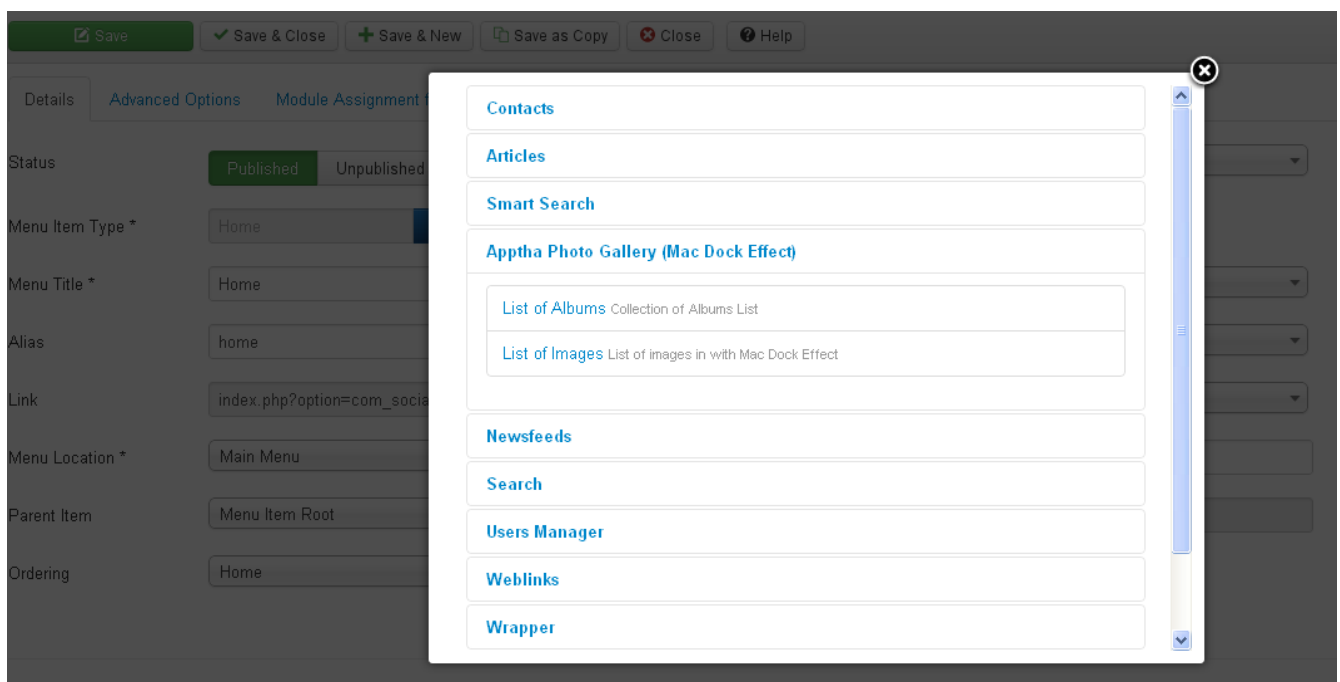 Save
Save & Close
Save & New
Save as Copy
Close
Help
Details
Advanced Options
Module Assignment f
Status
Published
Unpublished
Menu Item Type *
Home
Menu Title *
Home
Alias
home
Link
index.php?option=com_socia
Menu Location *
Main Menu
Parent Item
Menu Item Root
Ordering
Home
Contacts
Articles
Smart Search
Apptha Photo Gallery (Mac Dock Effect)
List of Albums Collection of Albums List
List of Images List of images in with Mac Dock Effect
Newsfeeds
Search
Users Manager
Weblinks
Wrapper